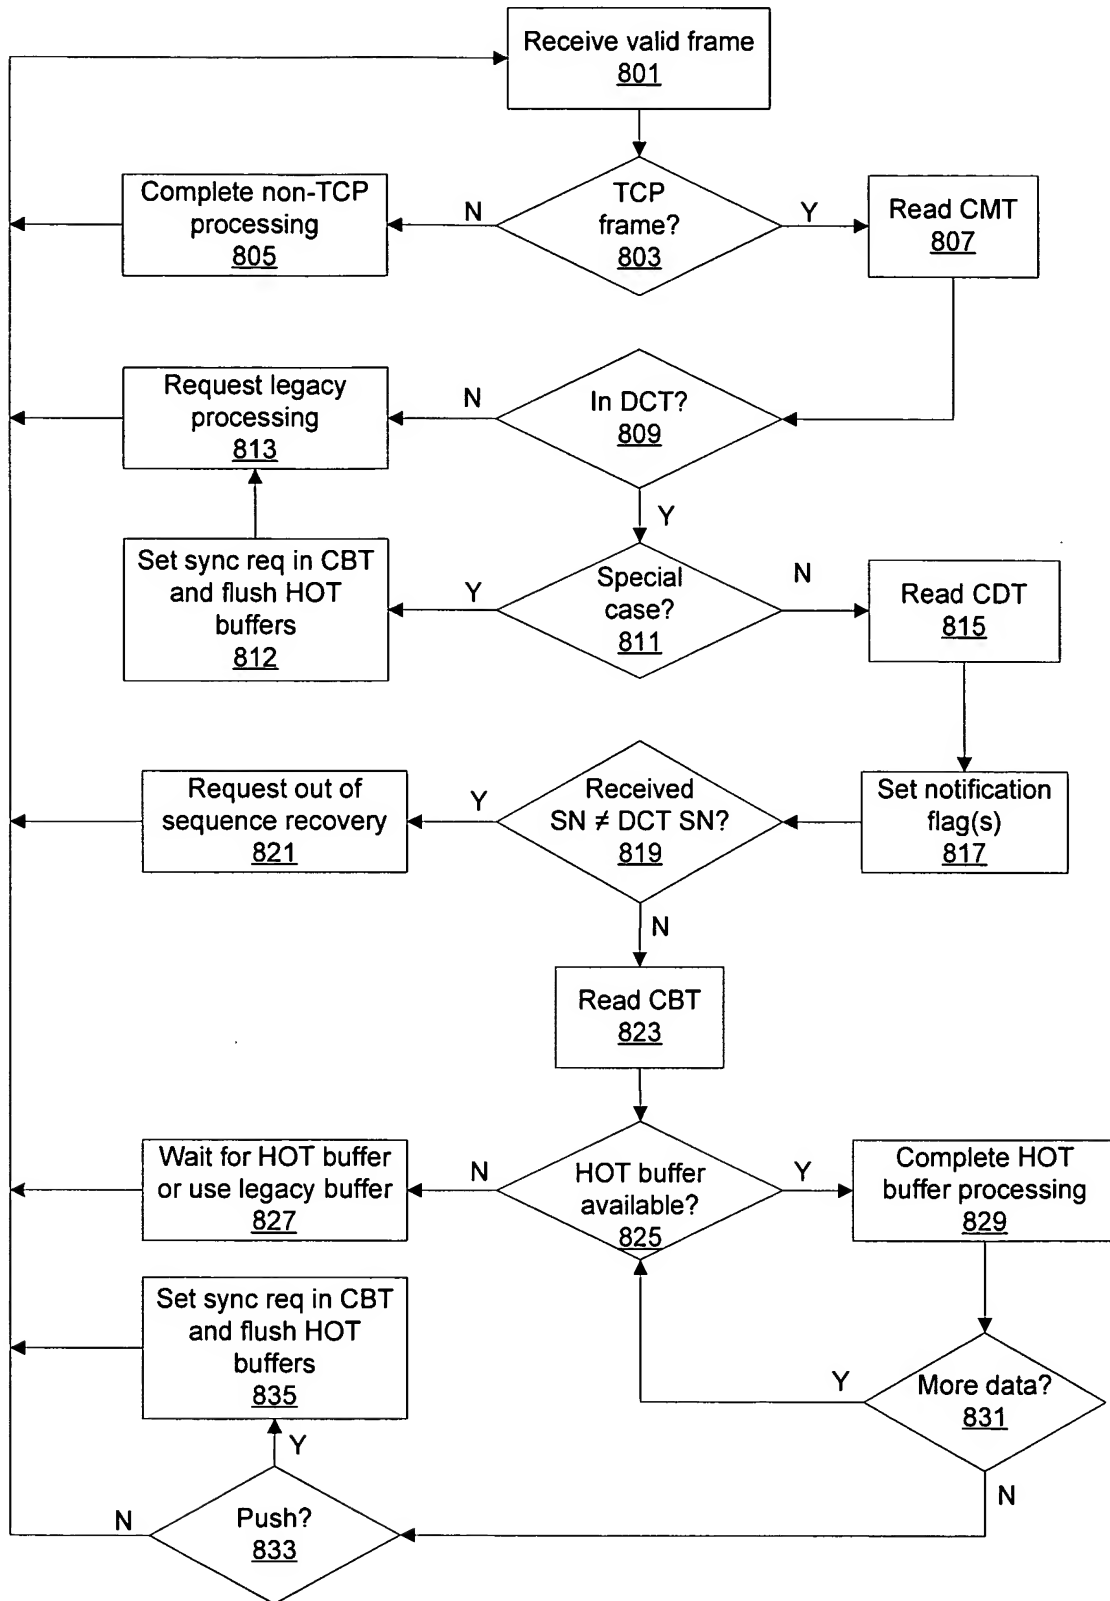 Receive valid frame
801
TCP
frame?
803
N
Y
Complete non-TCP
processing
805
Read CMT
807
In DCT?
809
N
Y
Request legacy
processing
813
Set sync req in CBT
and flush HOT
buffers
812
Y
Special
case?
811
N
Read CDT
815
Set notification
flag(s)
817
Received
SN ≠ DCT SN?
819
Y
N
Request out of
sequence recovery
821
Read CBT
823
HOT buffer
available?
825
N
Y
Wait for HOT buffer
or use legacy buffer
827
Complete HOT
buffer processing
829
Set sync req in CBT
and flush HOT
buffers
835
More data?
831
Y
N
Y
Push?
833
N